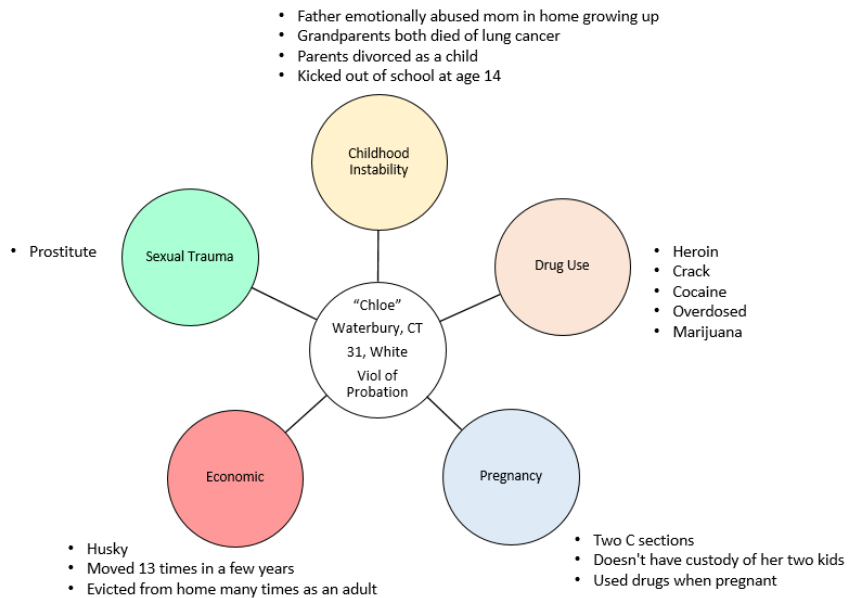 • Father emotionally abused mom in home growing up
• Grandparents both died of lung cancer
• Parents divorced as a child
• Kicked out of school at age 14
Childhood
Instability
• Prostitute
Sexual Trauma
Drug Use
• Heroin
• Crack
• Cocaine
• Overdosed
• Marijuana
“Chloe”
Waterbury, CT
31, White
Viol of
Probation
Economic
• Husky
• Moved 13 times in a few years
• Evicted from home many times as an adult
Pregnancy
• Two C sections
• Doesn't have custody of her two kids
• Used drugs when pregnant